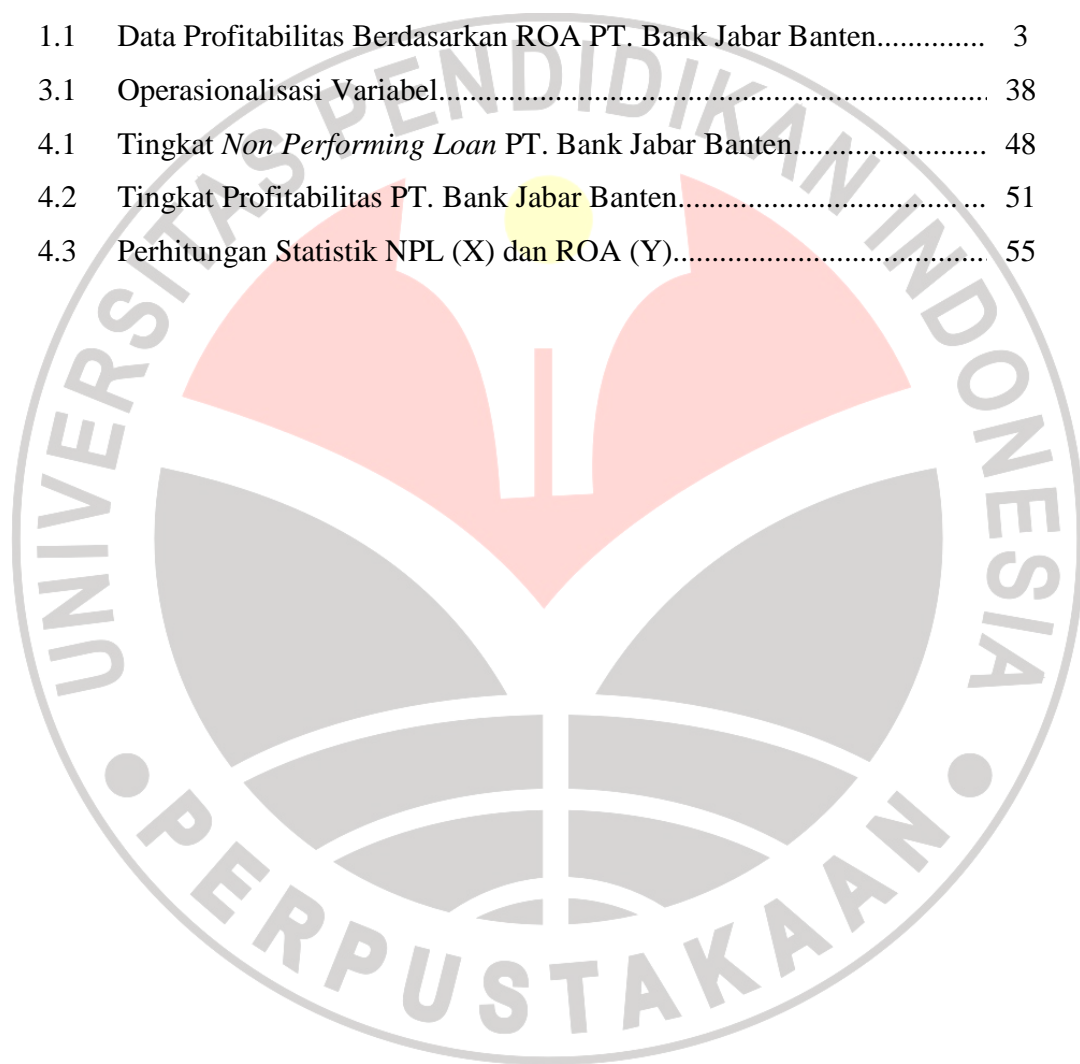 1.1 Data Profitabilitas Berdasarkan ROA PT. Bank Jabar Banten.............. 3
3.1 Operasionalisasi Variabel........................................................................ 38
4.1 Tingkat Non Performing Loan PT. Bank Jabar Banten......................... 48
4.2 Tingkat Profitabilitas PT. Bank Jabar Banten........................................ 51
4.3 Perhitungan Statistik NPL (X) dan ROA (Y)......................................... 55
UNIVERSITAS PENDIDIKAN INDONESIA
PERPUSTAKAAN